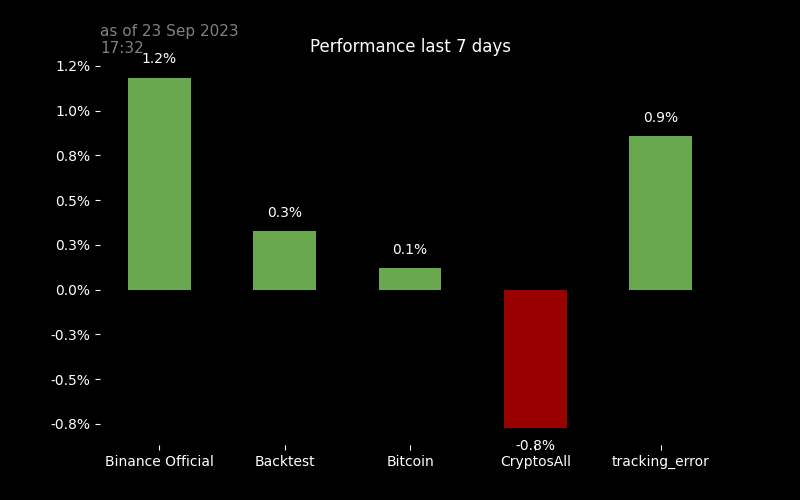 as of 23 Sep 2023
17:32
Performance last 7 days
1.2%
1.0%
0.8%
0.5%
0.3%
0.0%
-0.3%
-0.5%
-0.8%
1.2%
0.3%
0.1%
-0.8%
0.9%
Binance Official
Backtest
Bitcoin
CryptosAll
tracking_error